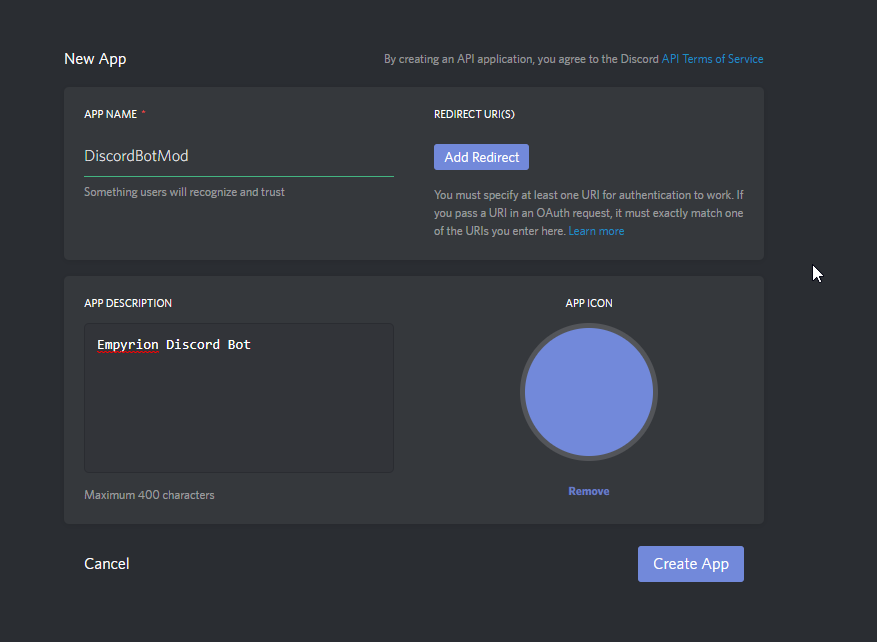 New App
By creating an API application, you agree to the Discord API Terms of Service
APP NAME *
DiscordBotMod
Something users will recognize and trust
REDIRECT URI(S)
Add Redirect
You must specify at least one URI for authentication to work. If
you pass a URI in an OAuth request, it must exactly match one
of the URIs you enter here. Learn more
APP DESCRIPTION
Empyrion Discord Bot
Maximum 400 characters
APP ICON
Remove
Cancel
Create App